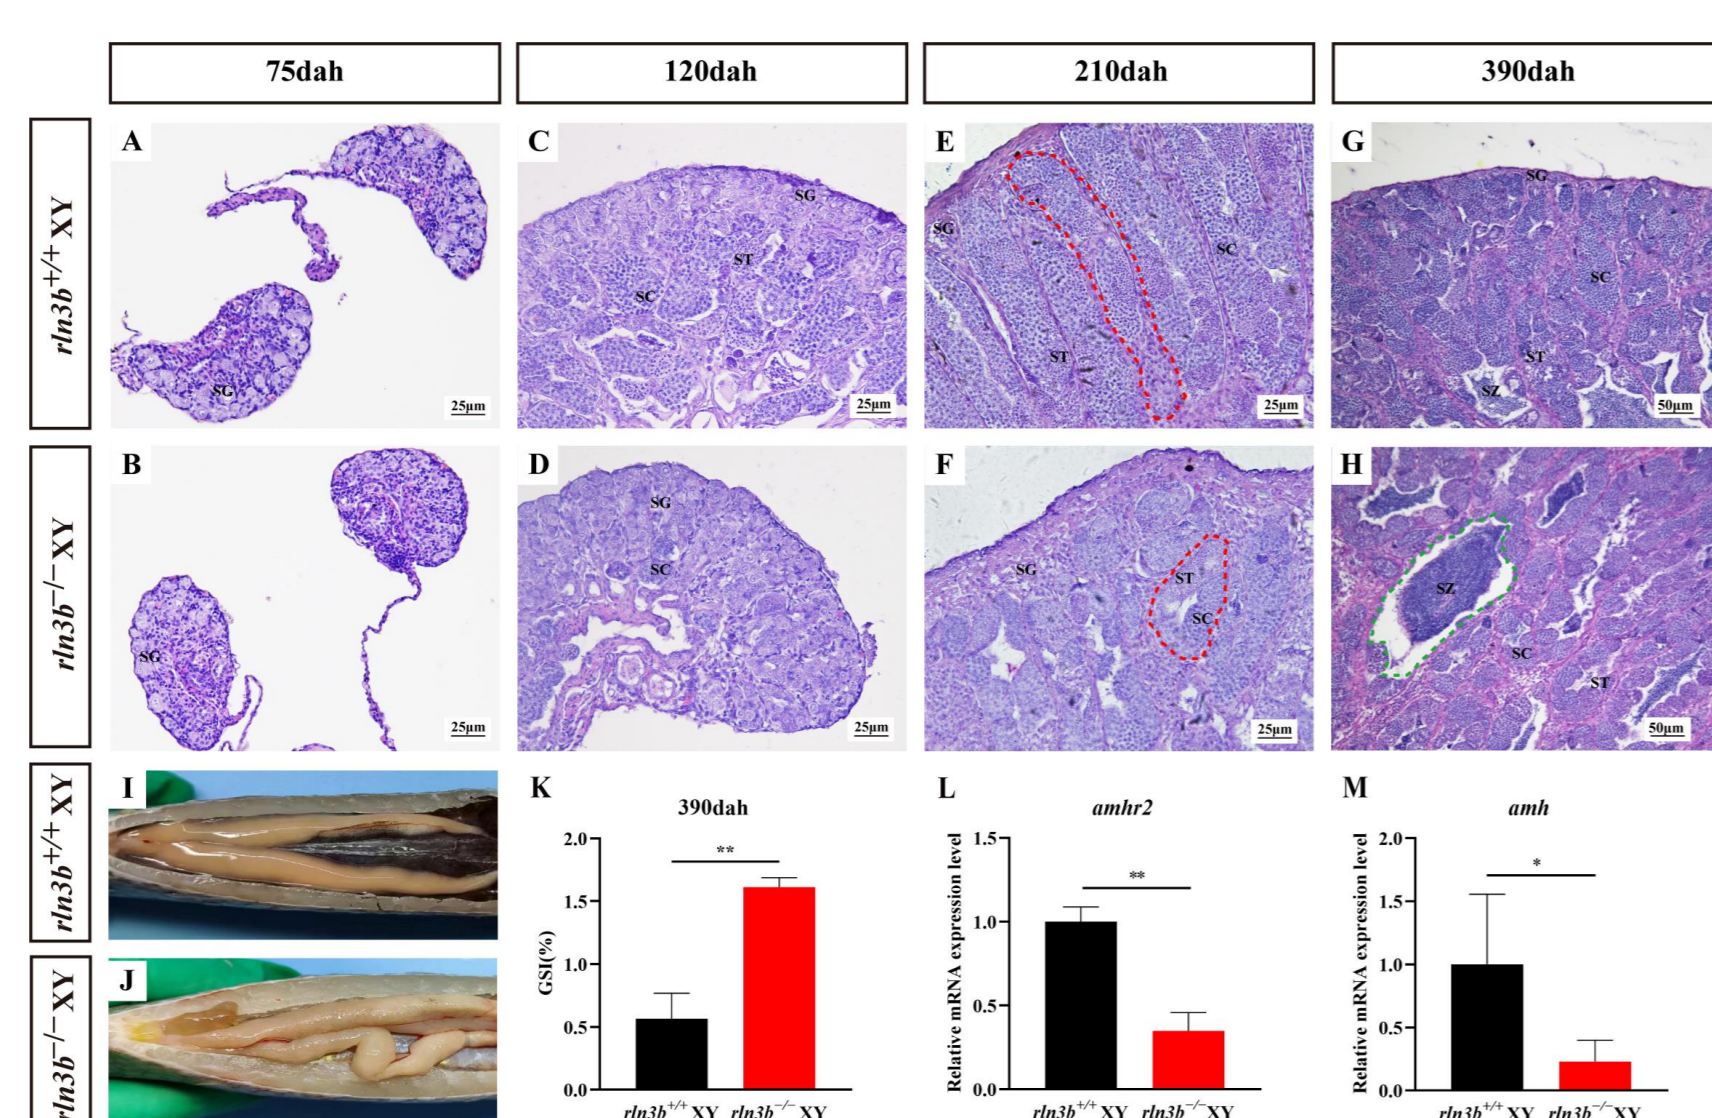 75dah 120dah 210dah 390dah
rln3b+/+ XY
A SG 25μm
C SG ST SC 25μm
E SG SC ST 25μm
G SG SC ST SZ 50μm
rln3b−/− XY
B SG 25μm
D SG SC 25μm
F SG ST SC 25μm
H SZ SC ST 50μm
rln3b+/+ XY
I
rln3b−/− XY
J
K
390dah
GSI(%)
2.0
**
1.5
1.0
0.5
0.0
rln3b+/+ XY rln3b−/− XY
L
amhr2
Relative mRNA expression level
1.5
**
1.0
0.5
0.0
rln3b+/+ XY rln3b−/− XY
M
amh
Relative mRNA expression level
2.0
*
1.5
1.0
0.5
0.0
rln3b+/+ XY rln3b−/− XY